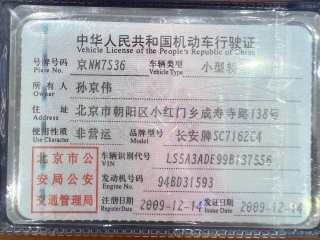 中华人民共和国机动车行驶证
Vehicle License of the People's Republic of China
号牌号码 京NM7S36 车辆类型 小型轿
Plate No. Vehicle Type
所有人 孙京伟
Owner
住址 北京市朝阳区小红门乡成寿寺路138号
Address
使用性质 非营运 品牌型号 长安牌SC7162C4
Use Character Model
北京市公安局公安交通管理局
车辆识别代号 LS5A3ADE99B137556
VIN
发动机号码 94BD31593
Engine No.
注册日期 2009-12-14 发证日期 2009-12-14
Register Date Issue Date